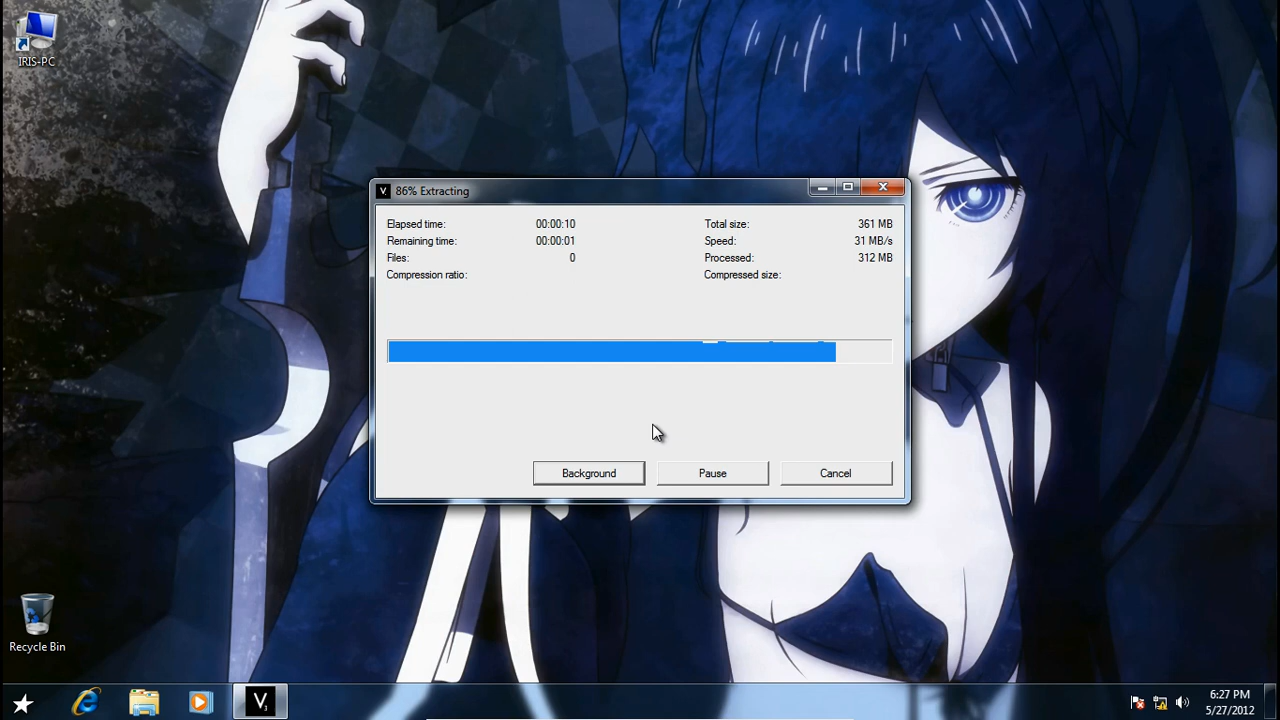 IRIS-PC
V. 86% Extracting
Elapsed time: 00:00:10 Total size: 361 MB
Remaining time: 00:00:01 Speed: 31 MB/s
Files: 0 Processed: 312 MB
Compression ratio: Compressed size:
Background Pause Cancel
Recycle Bin
V
6:27 PM
5/27/2012